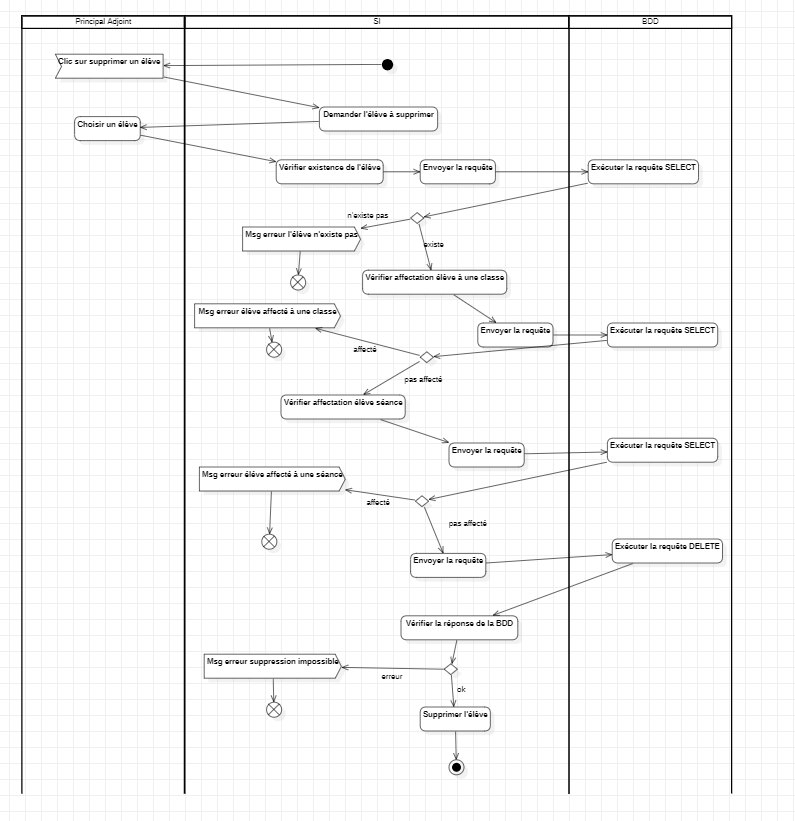 Principal Adjoint
SI
BDD
Clic sur supprimer un élève
Demander l'élève à supprimer
Choisir un élève
Vérifier existence de l'élève
Envoyer la requête
Exécuter la requête SELECT
n'existe pas
Msg erreur l'élève n'existe pas
existe
Vérifier affectation élève à une classe
Msg erreur élève affecté à une classe
Envoyer la requête
Exécuter la requête SELECT
affecté
pas affecté
Vérifier affectation élève séance
Envoyer la requête
Exécuter la requête SELECT
Msg erreur élève affecté à une séance
affecté
pas affecté
Envoyer la requête
Exécuter la requête DELETE
Vérifier la réponse de la BDD
Msg erreur suppression impossible
erreur
ok
Supprimer l'élève